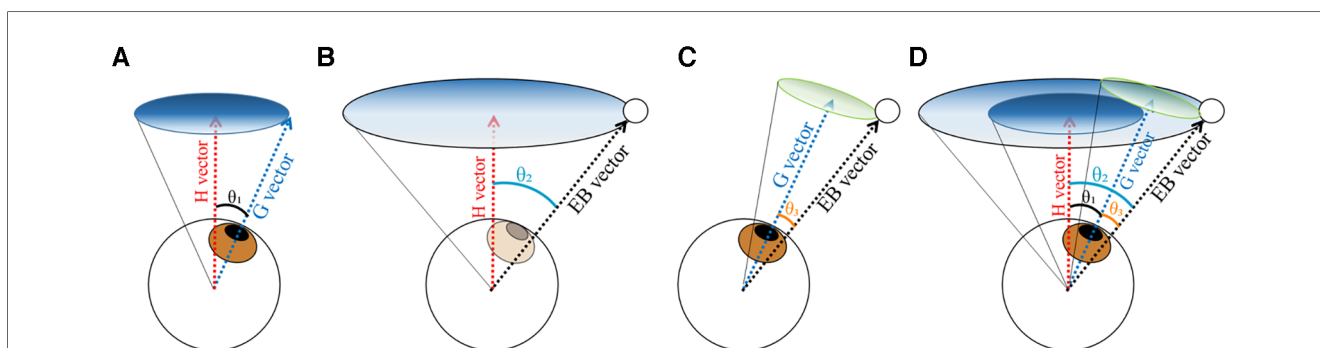 A
B
C
D
H vector
θ₁
G vector
H vector
θ₂
EB vector
G vector
θ₃
EB vector
H vector
θ₂
θ₁
G vector
θ₃
EB vector